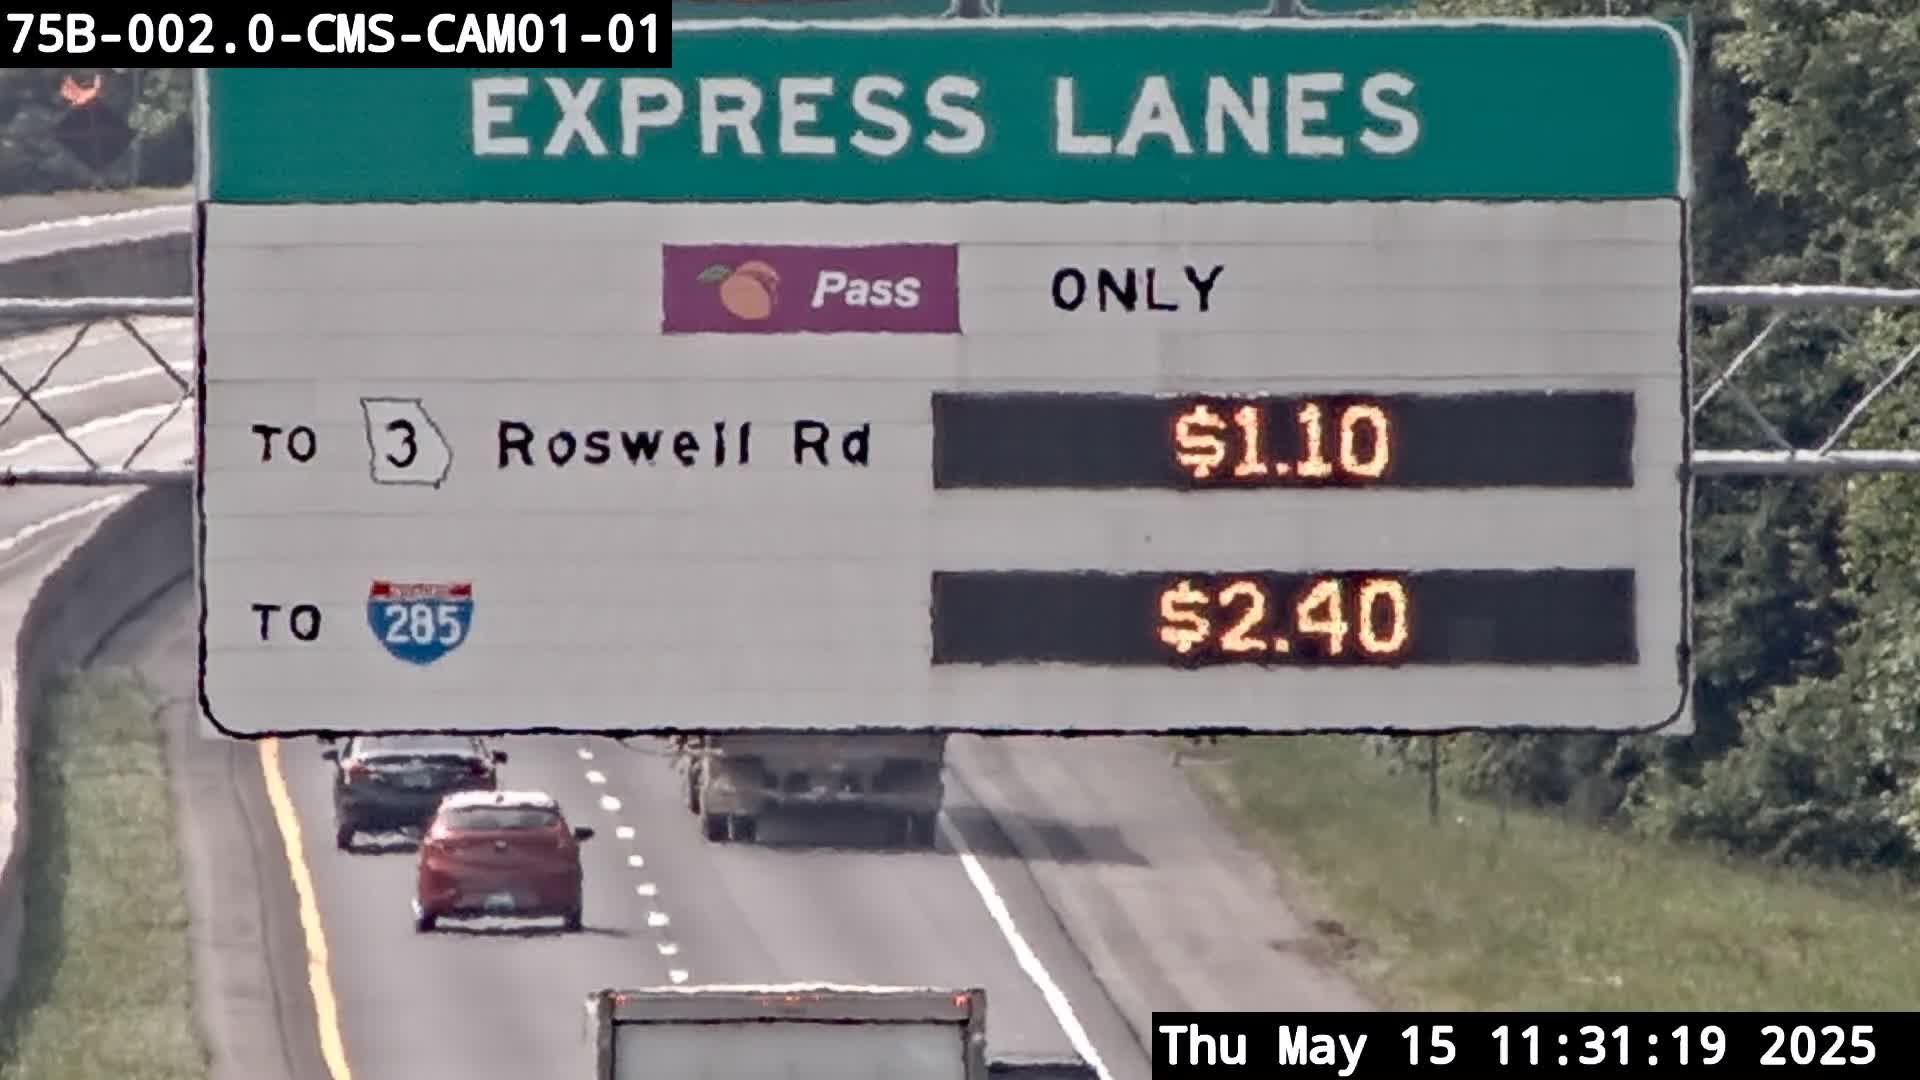 75B-002.0-CMS-CAM01-01
EXPRESS LANES
Pass ONLY
TO 3 Roswell Rd $1.10
TO 285 $2.40
Thu May 15 11:31:19 2025